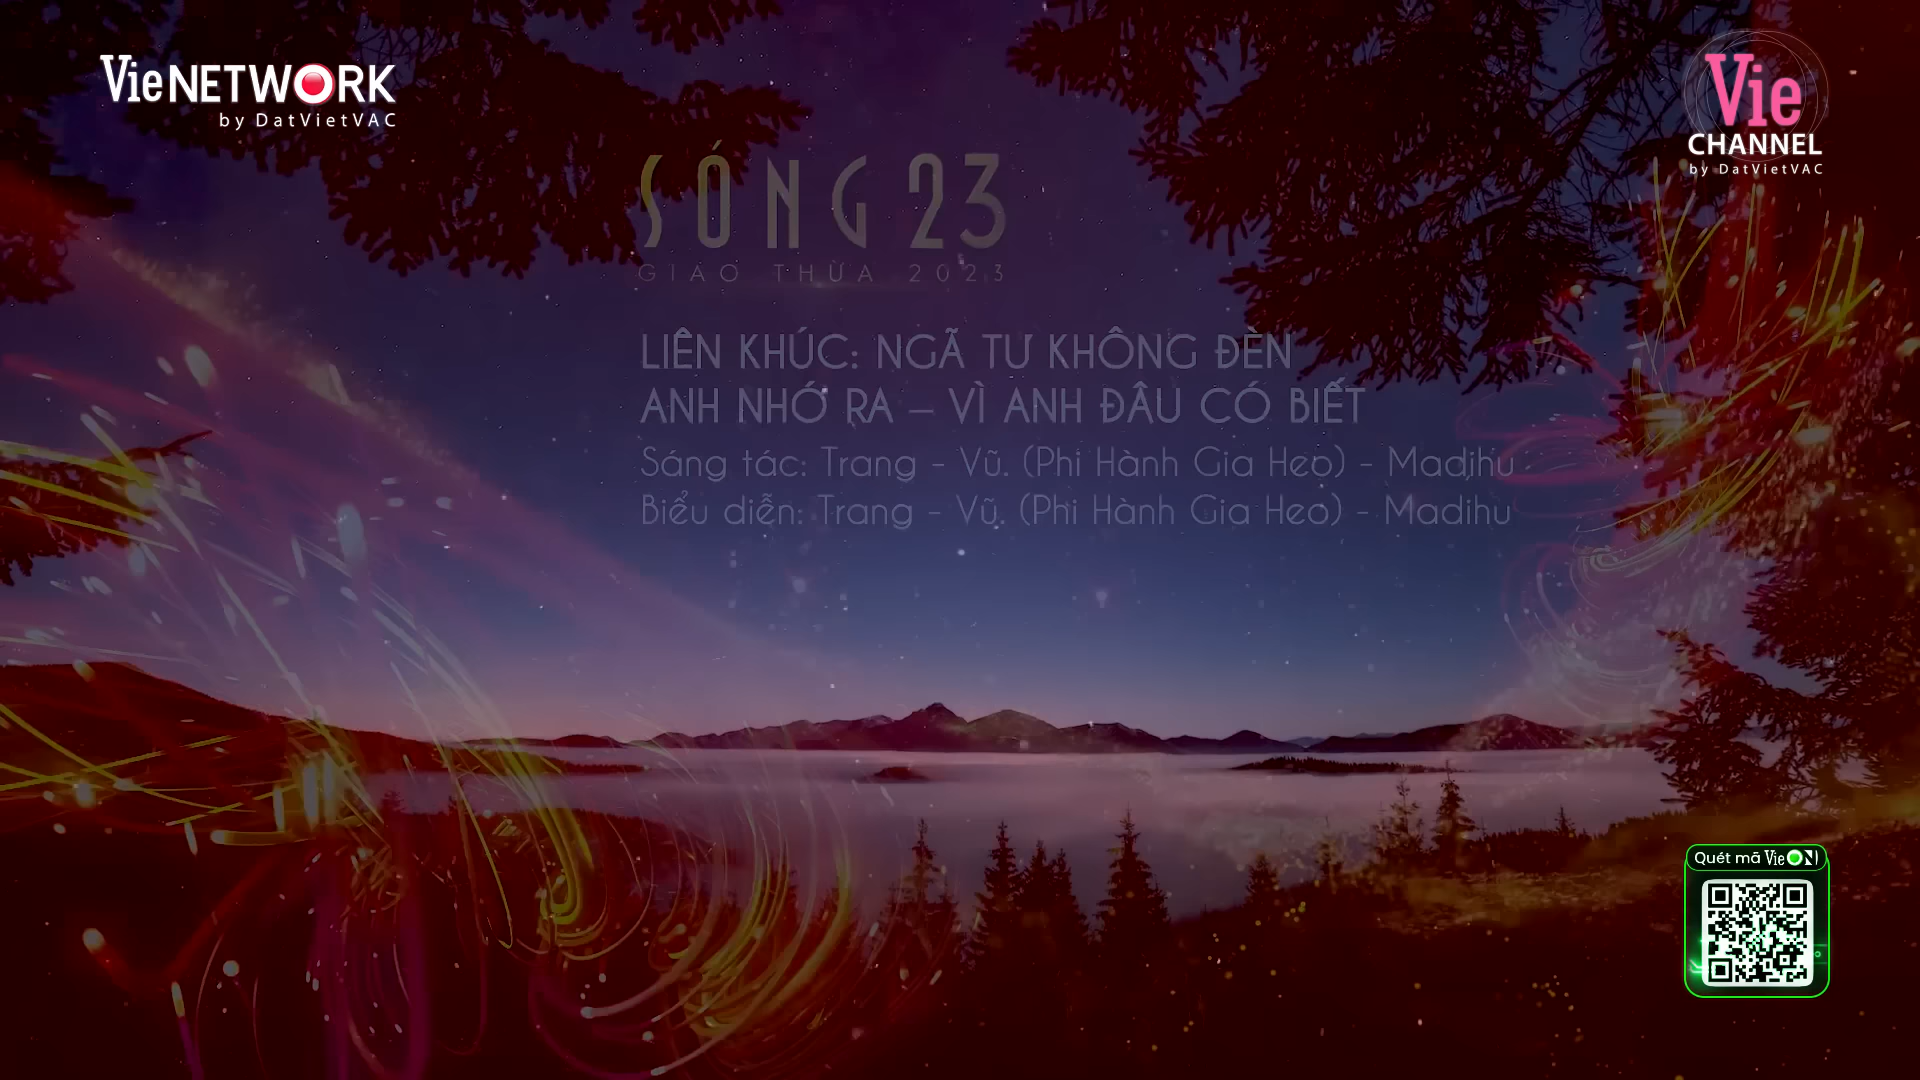 VieNETWORK
by DatVietVAC
Vie
CHANNEL
by DatVietVAC
SÓNG 23
GIAO THỪA 2023
LIÊN KHÚC: NGÃ TƯ KHÔNG ĐÈN
ANH NHỚ RA – VÌ ANH ĐÂU CÓ BIẾT
Sáng tác: Trang - Vũ. (Phi Hành Gia Heo) - Madihu
Biểu diễn: Trang - Vũ. (Phi Hành Gia Heo) - Madihu
Quét mã VieON